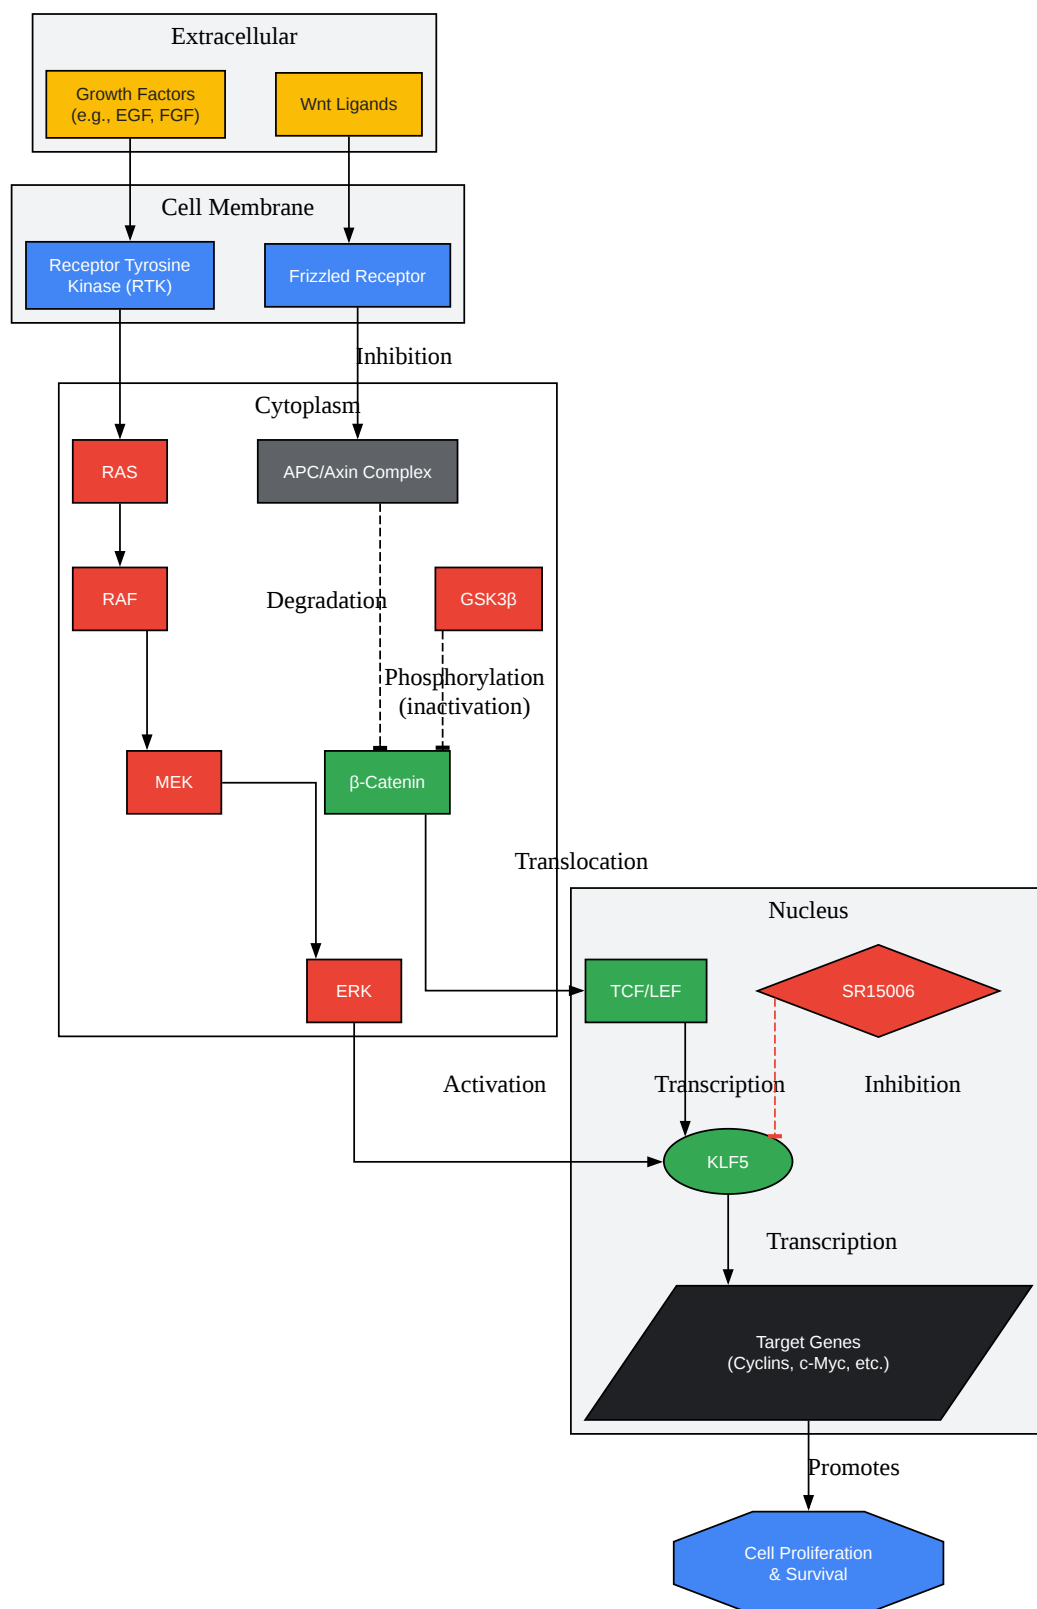 Extracellular
Growth Factors
(e.g., EGF, FGF)
Wnt Ligands
Cell Membrane
Receptor Tyrosine
Kinase (RTK)
Frizzled Receptor
Inhibition
Cytoplasm
RAS
APC/Axin Complex
RAF
Degradation
GSK3β
Phosphorylation
(inactivation)
MEK
β-Catenin
Translocation
Nucleus
ERK
TCF/LEF
SR15006
Activation
Transcription
Inhibition
KLF5
Transcription
Target Genes
(Cyclins, c-Myc, etc.)
Promotes
Cell Proliferation
& Survival